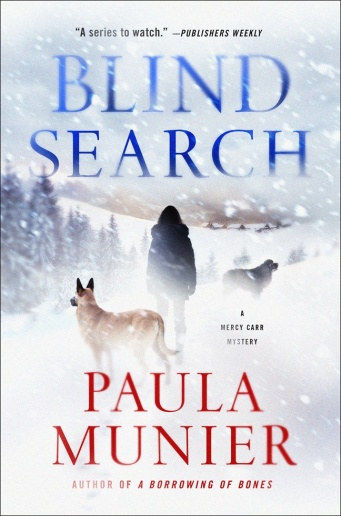 “A series to watch.” —PUBLISHERS WEEKLY
BLIND
SEARCH
A
MERCY CARR
MYSTERY
PAULA
MUNIER
AUTHOR OF A BORROWING OF BONES